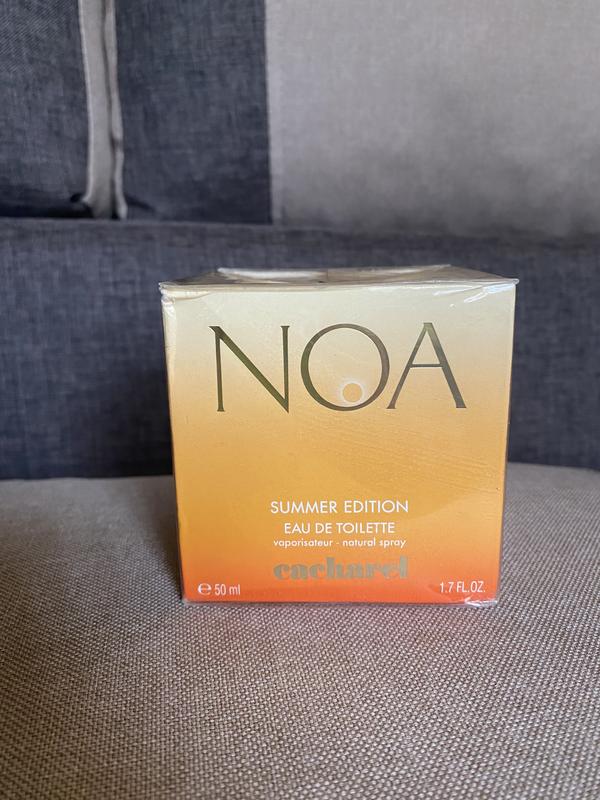 NOA
SUMMER EDITION
EAU DE TOILETTE
vaporisateur - natural spray
cacharel
℮ 50 ml 1.7 FL.OZ.